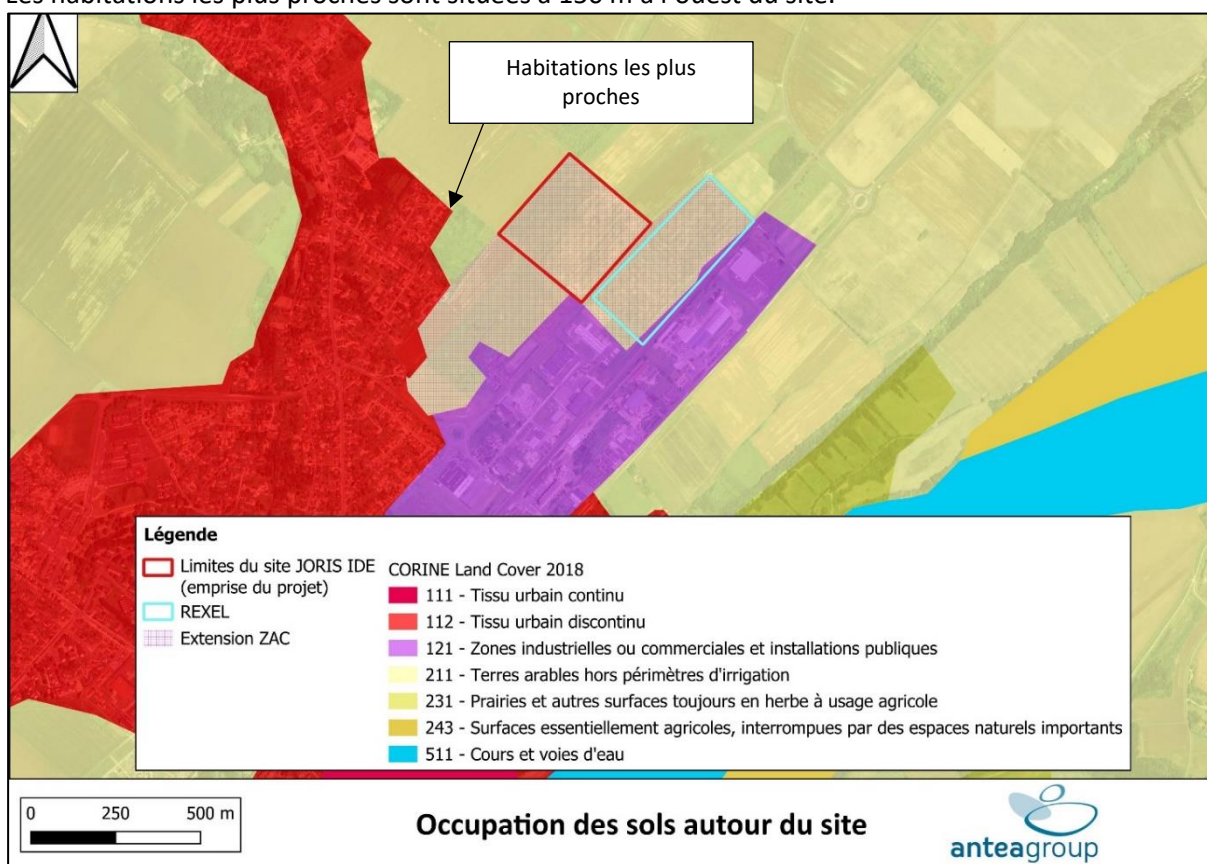 Les habitations les plus proches sont situées à 150 m à l'ouest du site.
Habitations les plus
proches
Légende
Limites du site JORIS IDE
(emprise du projet)
REXEL
Extension ZAC
CORINE Land Cover 2018
111 - Tissu urbain continu
112 - Tissu urbain discontinu
121 - Zones industrielles ou commerciales et installations publiques
211 - Terres arables hors périmètres d'irrigation
231 - Prairies et autres surfaces toujours en herbe à usage agricole
243 - Surfaces essentiellement agricoles, interrompues par des espaces naturels importants
511 - Cours et voies d'eau
0 250 500 m
Occupation des sols autour du site
anteagroup